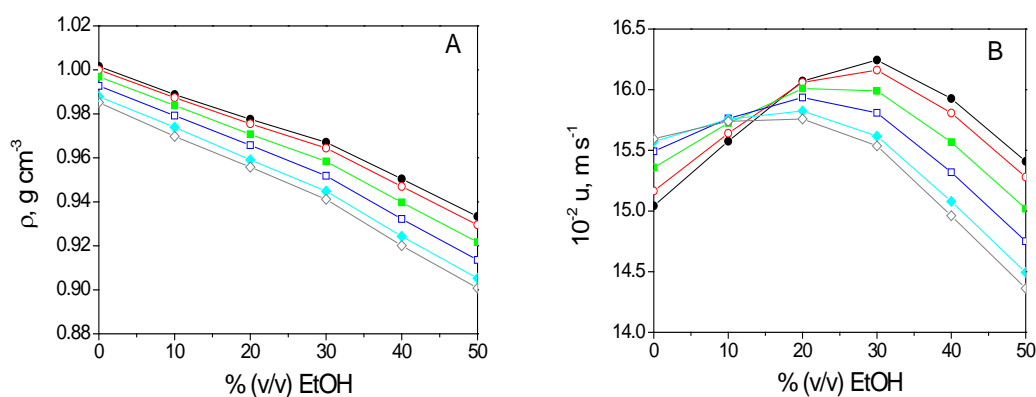 A
1.02
1.00
0.98
0.96
0.94
0.92
0.90
0.88
ρ, g cm-3
0 10 20 30 40 50
% (v/v) EtOH
B
16.5
16.0
15.5
15.0
14.5
14.0
10-2 u, m s-1
0 10 20 30 40 50
% (v/v) EtOH